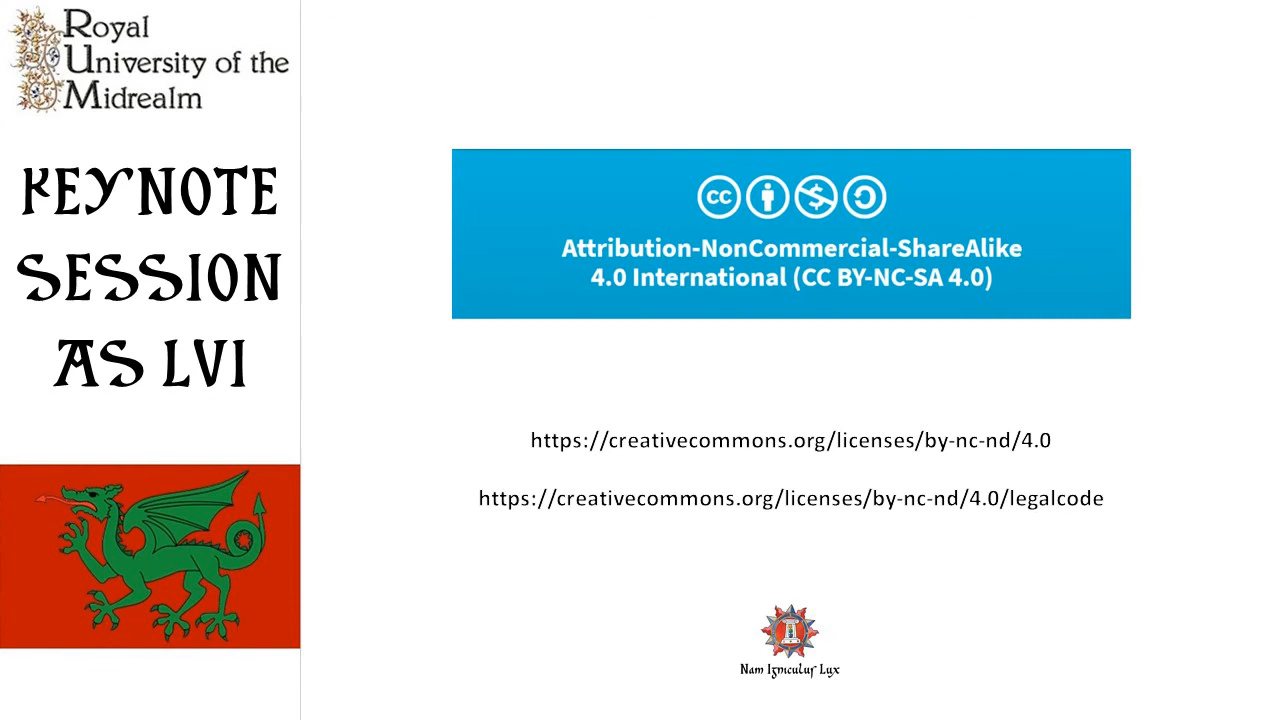 Royal
University of the
Midrealm
KEYNOTE
SESSION
AS LVI
cc
Attribution-NonCommercial-ShareAlike
4.0 International (CC BY-NC-SA 4.0)
https://creativecommons.org/licenses/by-nc-nd/4.0
https://creativecommons.org/licenses/by-nc-nd/4.0/legalcode
Nam Igniculus Lux